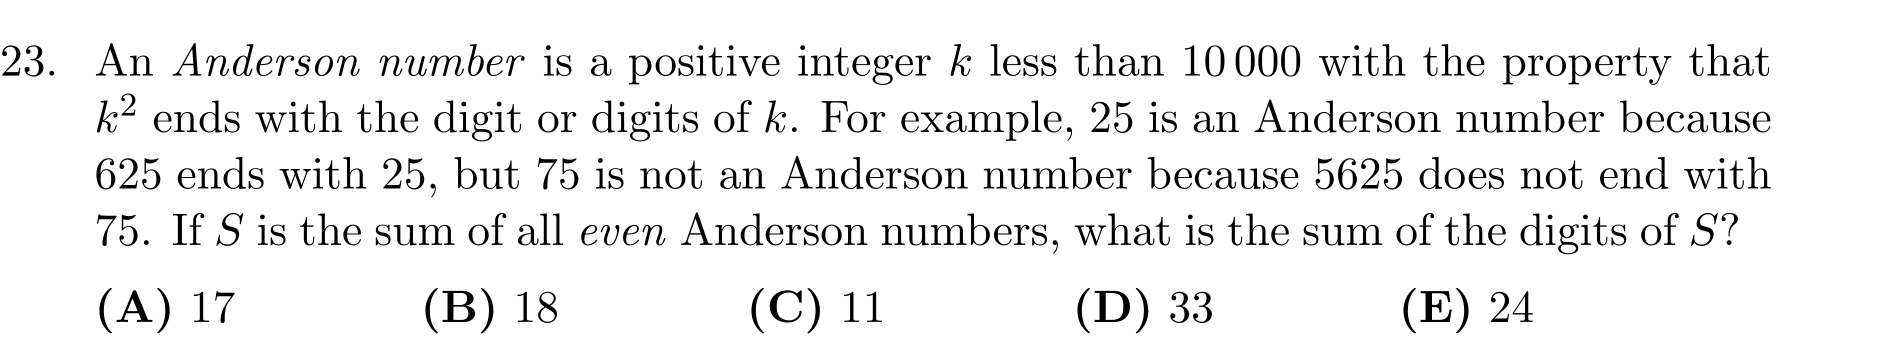 23. An Anderson number is a positive integer k less than 10 000 with the property that
k² ends with the digit or digits of k. For example, 25 is an Anderson number because
625 ends with 25, but 75 is not an Anderson number because 5625 does not end with
75. If S is the sum of all even Anderson numbers, what is the sum of the digits of S?
(A) 17 (B) 18 (C) 11 (D) 33 (E) 24